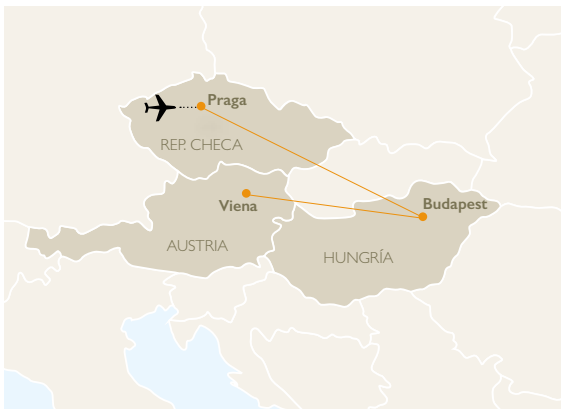 Praga
REP. CHECA
Viena
Budapest
AUSTRIA
HUNGRÍA